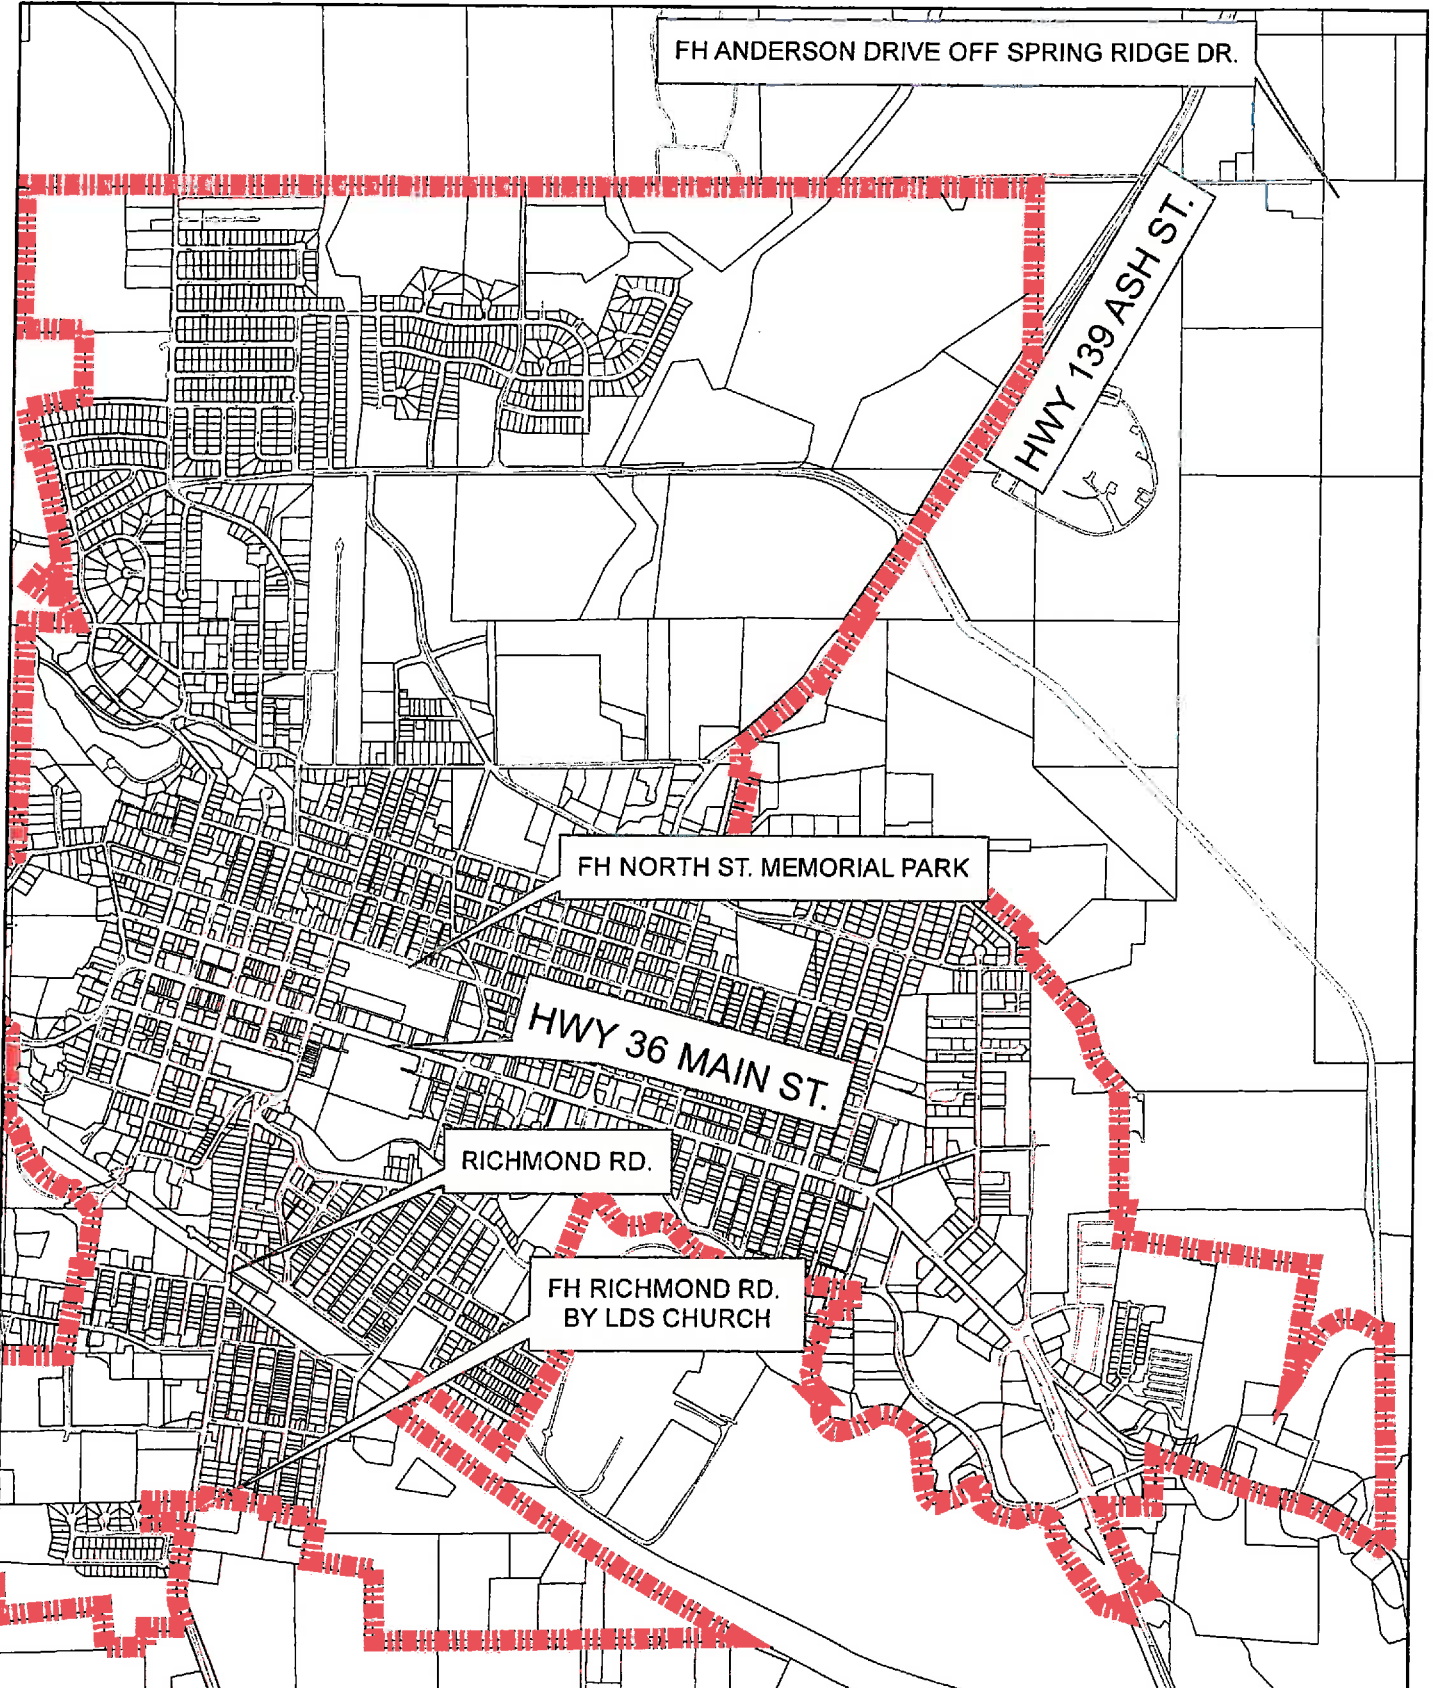 FH ANDERSON DRIVE OFF SPRING RIDGE DR.
HWY 139 ASH ST.
FH NORTH ST. MEMORIAL PARK
HWY 36 MAIN ST.
RICHMOND RD.
FH RICHMOND RD.
BY LDS CHURCH